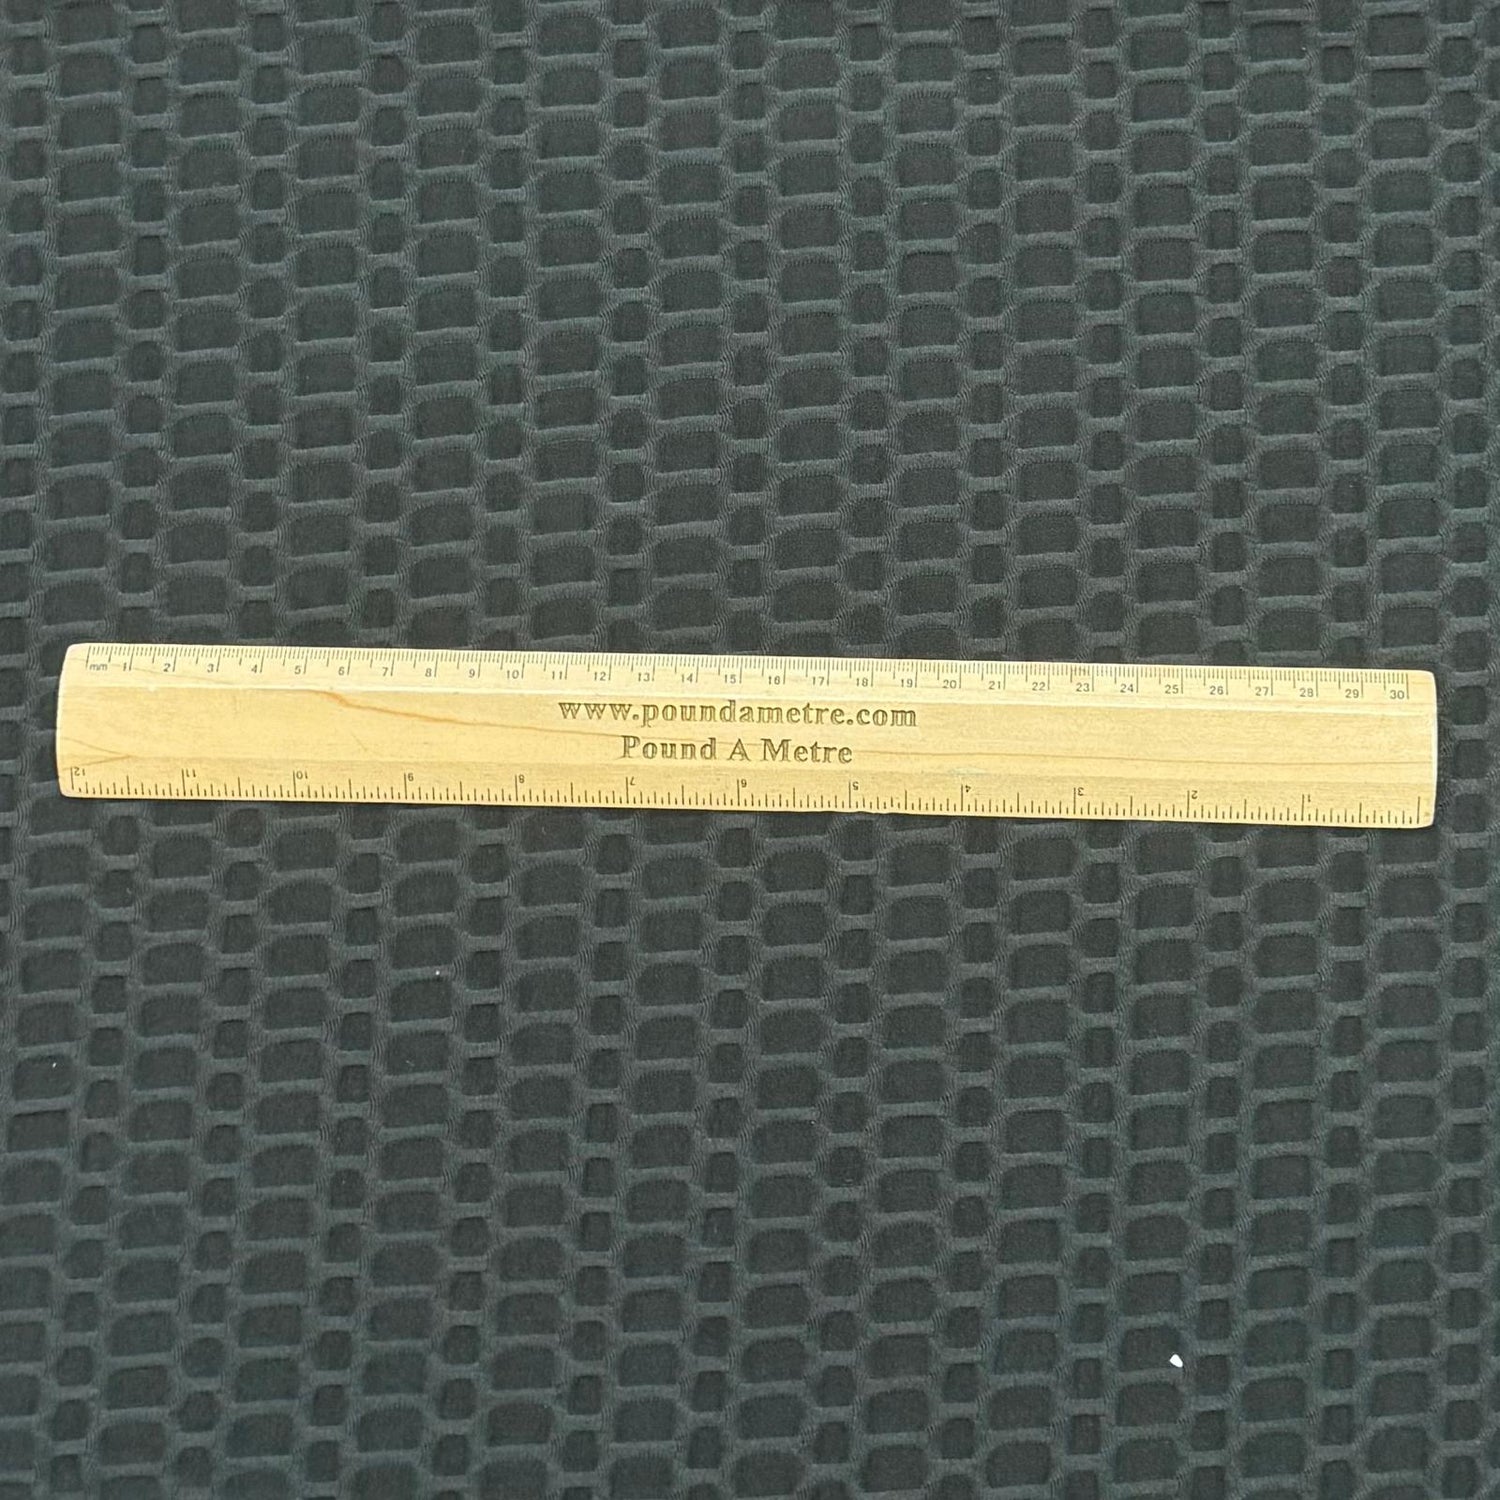 mm 1 2 3 4 5 6 7 8 9 10 11 12 13 14 15 16 17 18 19 20 21 22 23 24 25 26 27 28 29 30
www.poundametre.com
Pound A Metre
12 11 10 9 8 7 6 5 4 3 2 1